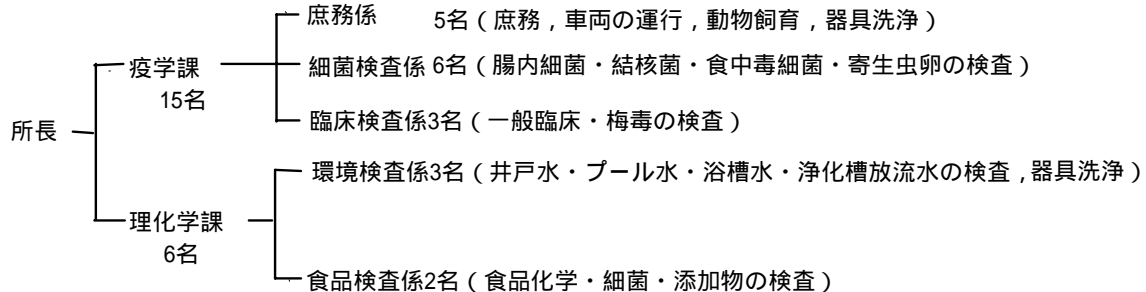 庶務係 5名（庶務，車両の運行，動物飼育，器具洗浄）
疫学課
細菌検査係 6名（腸内細菌・結核菌・食中毒細菌・寄生虫卵の検査）
15名
臨床検査係3名（一般臨床・梅毒の検査）
所長
環境検査係3名（井戸水・プール水・浴槽水・浄化槽放流水の検査，器具洗浄）
理化学課
6名
食品検査係2名（食品化学・細菌・添加物の検査）